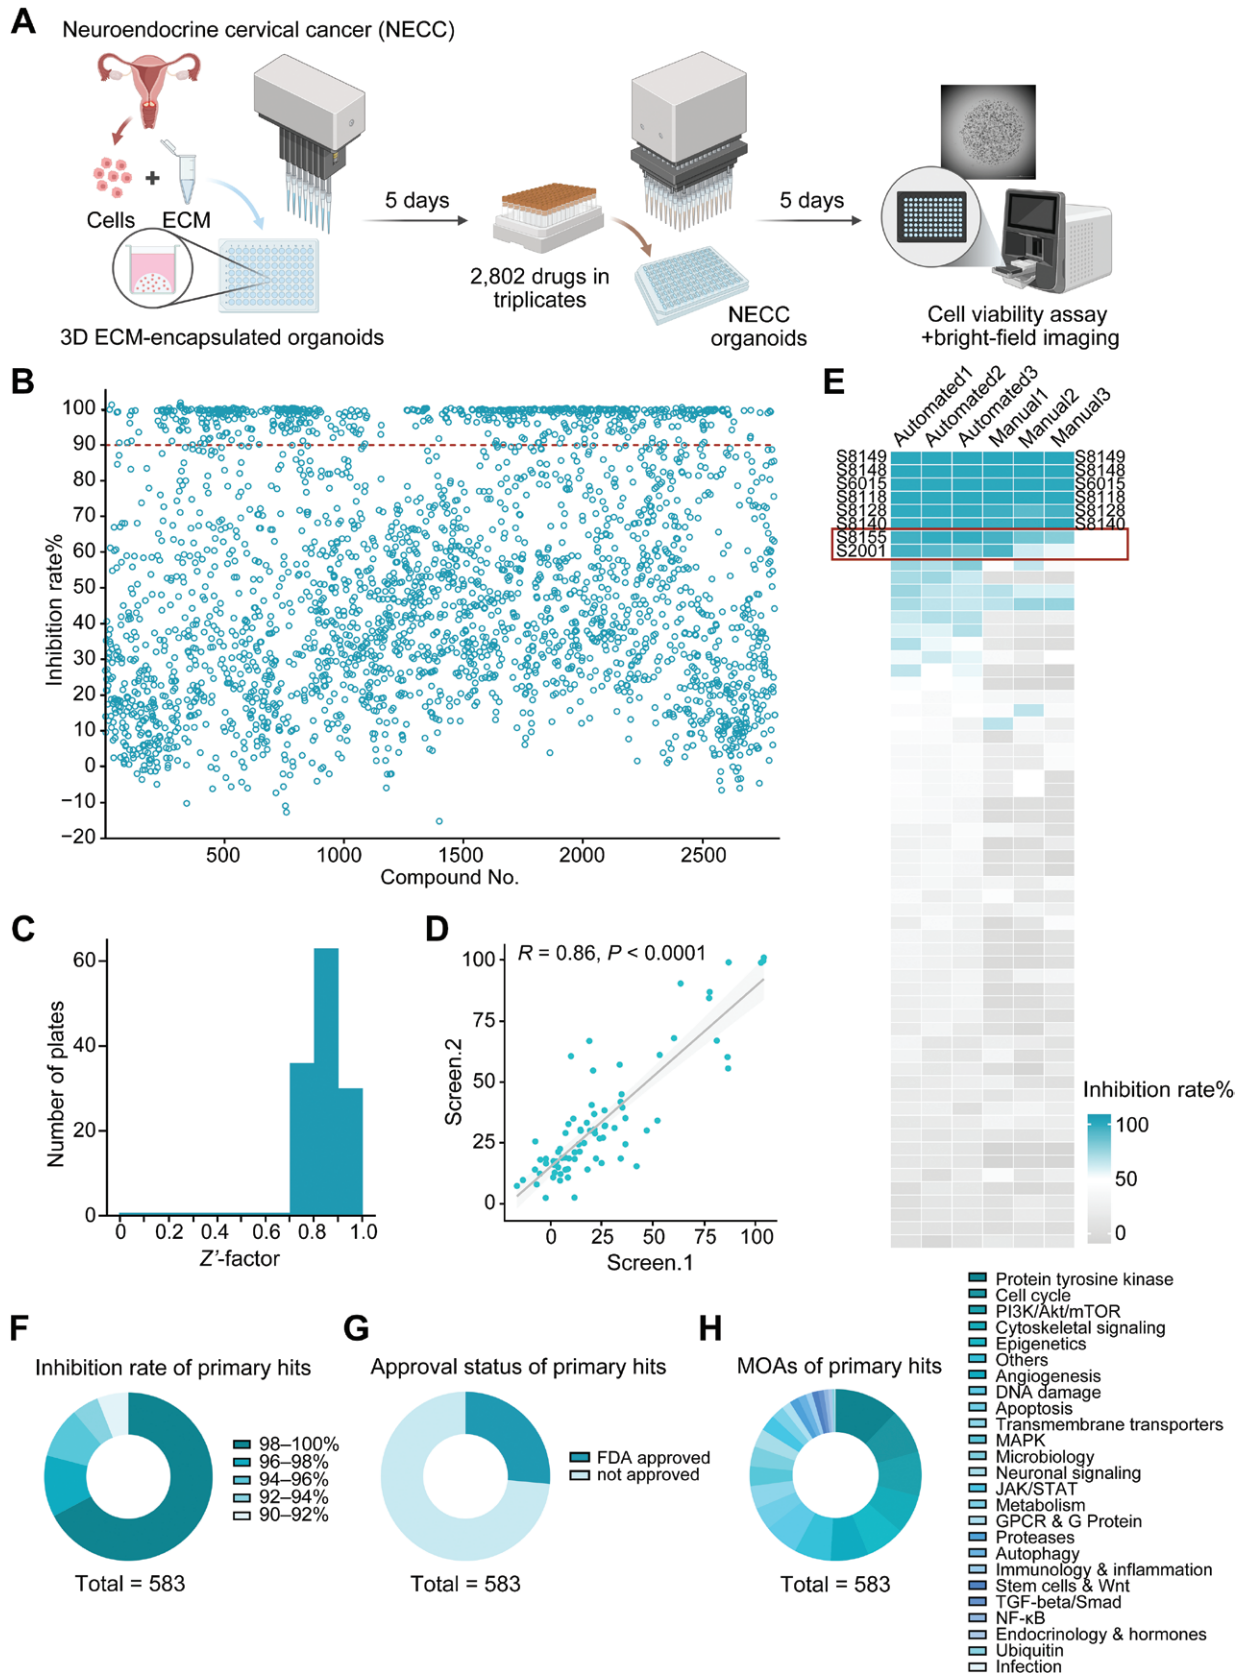 A
Neuroendocrine cervical cancer (NECC)
Cells
ECM
5 days
5 days
2,802 drugs in
triplicates
NECC
organoids
3D ECM-encapsulated organoids
Cell viability assay
+bright-field imaging
B
100
90
80
70
60
50
40
30
20
10
0
−10
−20
Inhibition rate%
500
1000
1500
2000
2500
Compound No.
E
Automated1
Automated2
Automated3
Manual1
Manual2
Manual3
S8149
S8148
S6015
S8118
S8128
S8140
S8155
S2001
S8149
S8148
S6015
S8118
S8128
S8140
Inhibition rate%
100
50
0
C
60
40
20
0
Number of plates
0
0.2
0.4
0.6
0.8
1.0
Z'-factor
D
R = 0.86, P < 0.0001
100
75
50
25
0
Screen.2
0
25
50
75
100
Screen.1
F
Inhibition rate of primary hits
98–100%
96–98%
94–96%
92–94%
90–92%
Total = 583
G
Approval status of primary hits
FDA approved
not approved
Total = 583
H
MOAs of primary hits
Total = 583
Protein tyrosine kinase
Cell cycle
PI3K/Akt/mTOR
Cytoskeletal signaling
Epigenetics
Others
Angiogenesis
DNA damage
Apoptosis
Transmembrane transporters
MAPK
Microbiology
Neuronal signaling
JAK/STAT
Metabolism
GPCR & G Protein
Proteases
Autophagy
Immunology & inflammation
Stem cells & Wnt
TGF-beta/Smad
NF-κB
Endocrinology & hormones
Ubiquitin
Infection